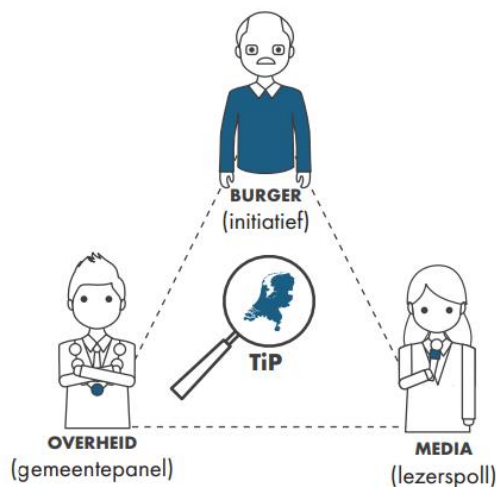 BURGER
(initiatief)
TiP
OVERHEID
(gemeentepanel)
MEDIA
(lezerspoll)